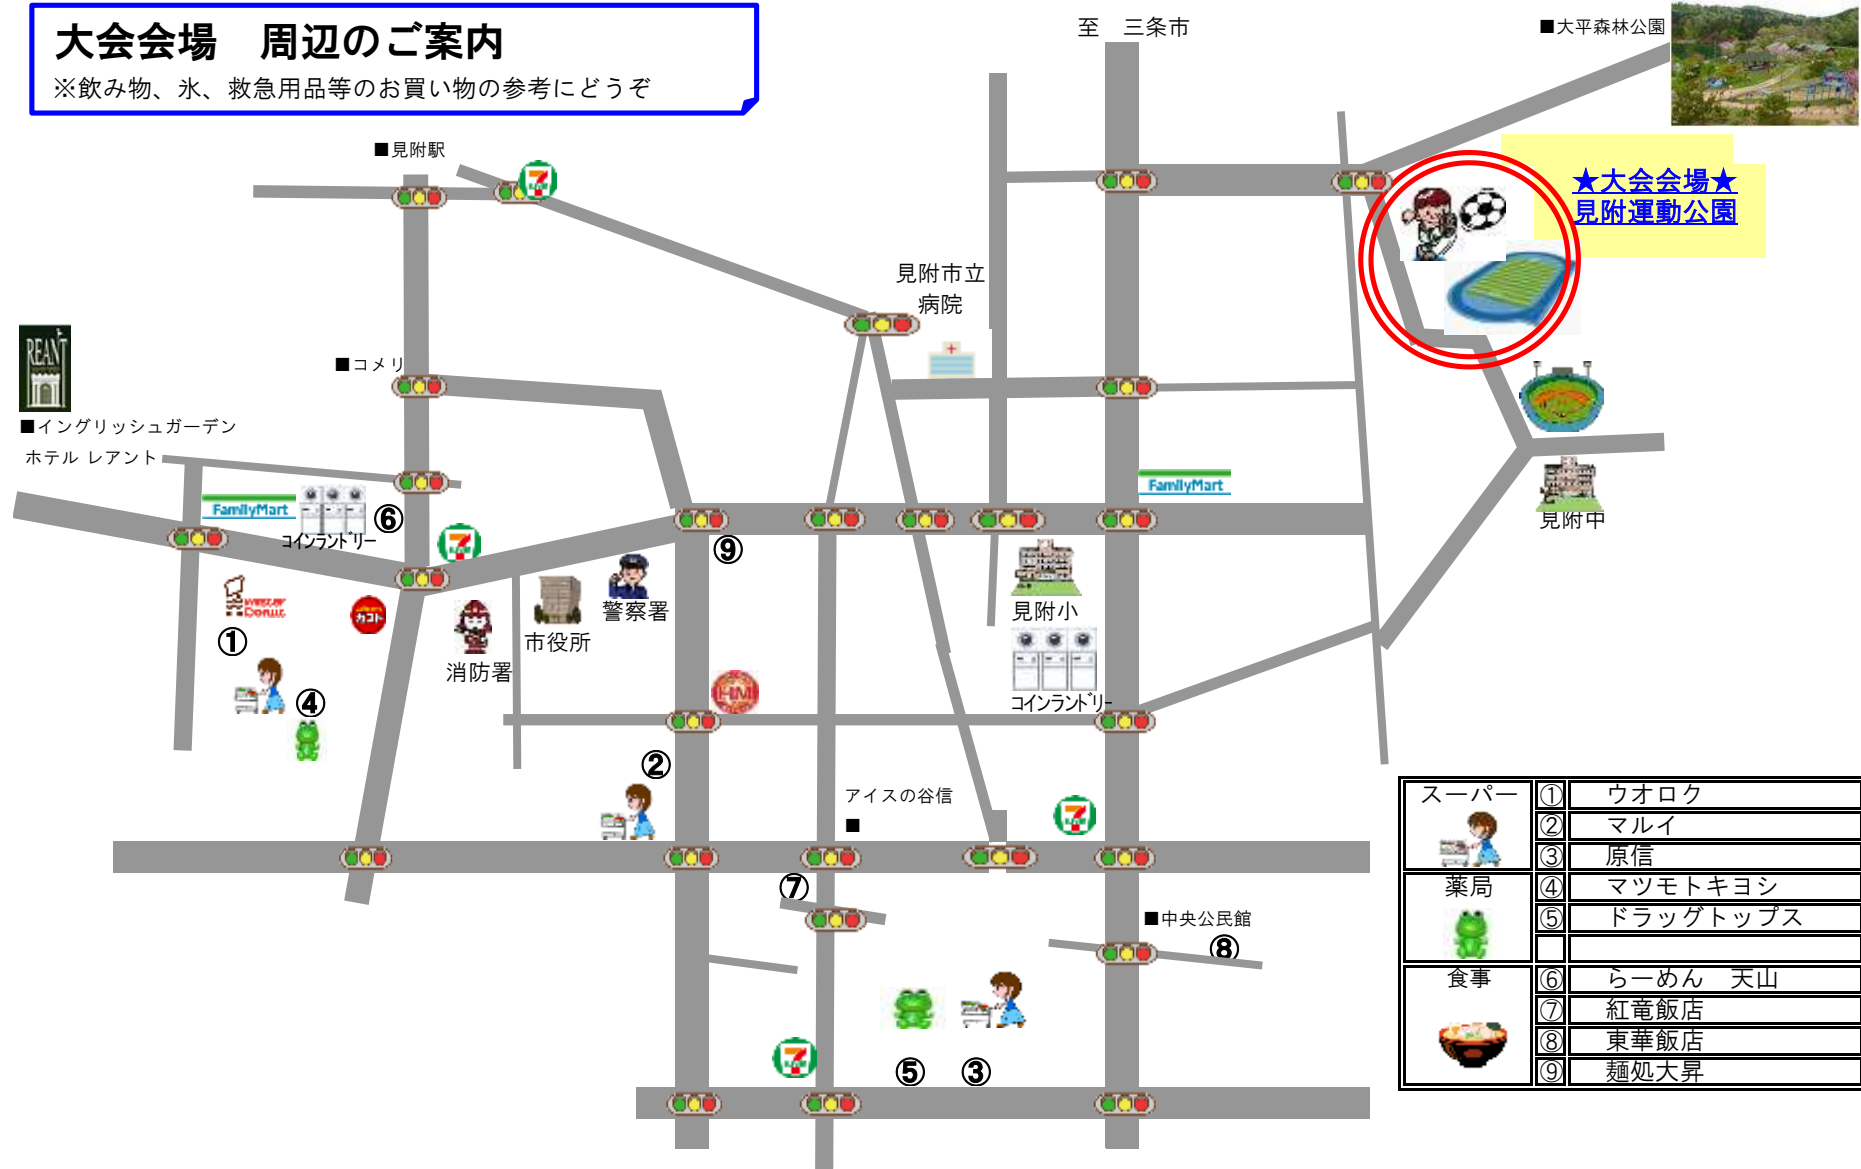 大会会場　周辺のご案内
※飲み物、氷、救急用品等のお買い物の参考にどうぞ
至　三条市
■大平森林公園
■見附駅
★大会会場★
見附運動公園
見附市立
病院
REANT
■コメリ
■イングリッシュガーデン
ホテル レアント
FamilyMart
FamilyMart
⑥
コインランドリー
見附中
⑨
警察署
市役所
消防署
見附小
コインランドリー
mister Donut
カコト
①
④
HM
②
アイスの谷信
■
⑦
■中央公民館
⑧
⑤
③
スーパー
① ウオロク
② マルイ
③ 原信
薬局
④ マツモトキヨシ
⑤ ドラッグトップス
食事
⑥ らーめん　天山
⑦ 紅竜飯店
⑧ 東華飯店
⑨ 麺処大昇